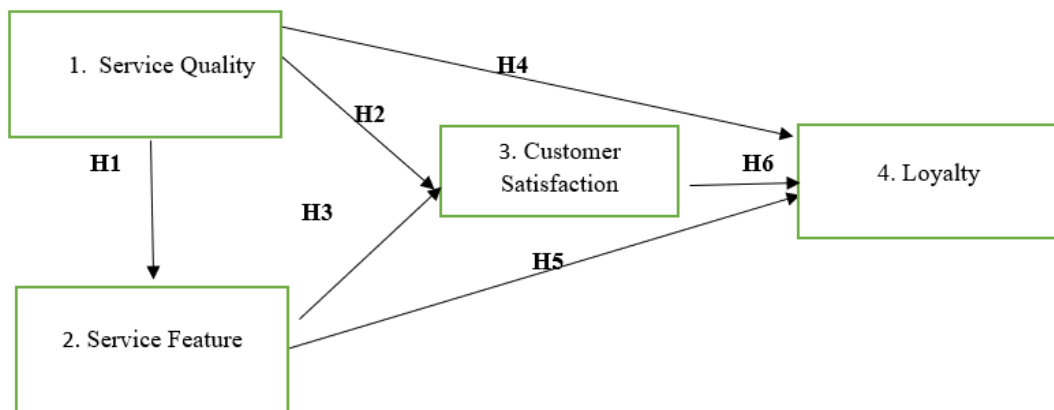 1. Service Quality
H4
H2
H1
3. Customer
Satisfaction
H6
4. Loyalty
H3
H5
2. Service Feature